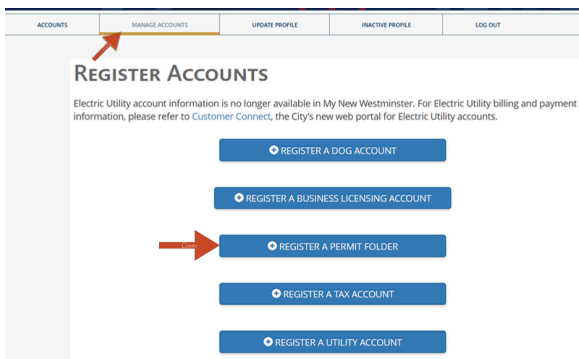 ACCOUNTS MANAGE ACCOUNTS UPDATE PROFILE INACTIVE PROFILE LOG OUT
REGISTER ACCOUNTS
Electric Utility account information is no longer available in My New Westminster. For Electric Utility billing and payment
information, please refer to Customer Connect, the City's new web portal for Electric Utility accounts.
REGISTER A DOG ACCOUNT
REGISTER A BUSINESS LICENSING ACCOUNT
REGISTER A PERMIT FOLDER
REGISTER A TAX ACCOUNT
REGISTER A UTILITY ACCOUNT